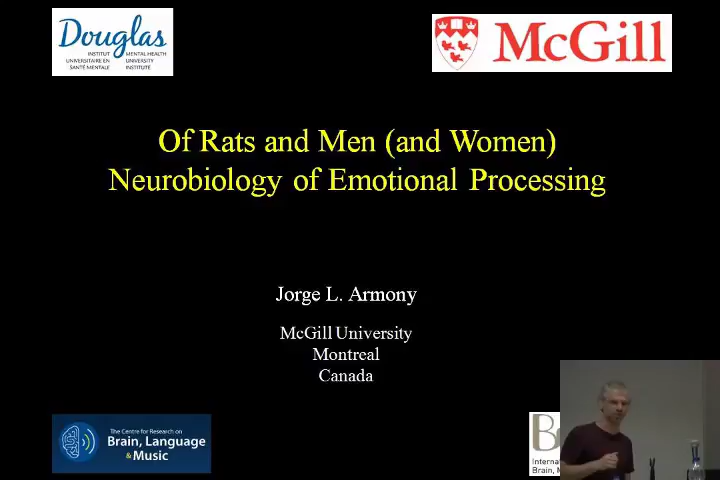 Douglas
INSTITUT MENTAL HEALTH
UNIVERSITAIRE EN UNIVERSITY
SANTÉ MENTALE INSTITUTE
McGill
Of Rats and Men (and Women)
Neurobiology of Emotional Processing
Jorge L. Armony
McGill University
Montreal
Canada
The Centre for Research on
Brain, Language
& Music
Brain,